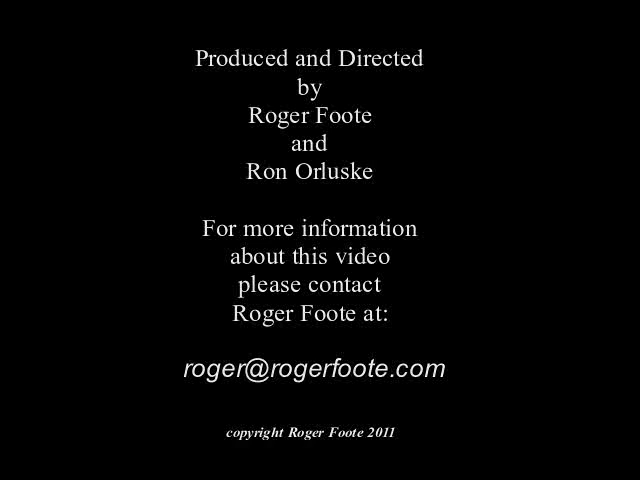 Produced and Directed
by
Roger Foote
and
Ron Orluske
For more information
about this video
please contact
Roger Foote at:
roger@rogerfoote.com
copyright Roger Foote 2011